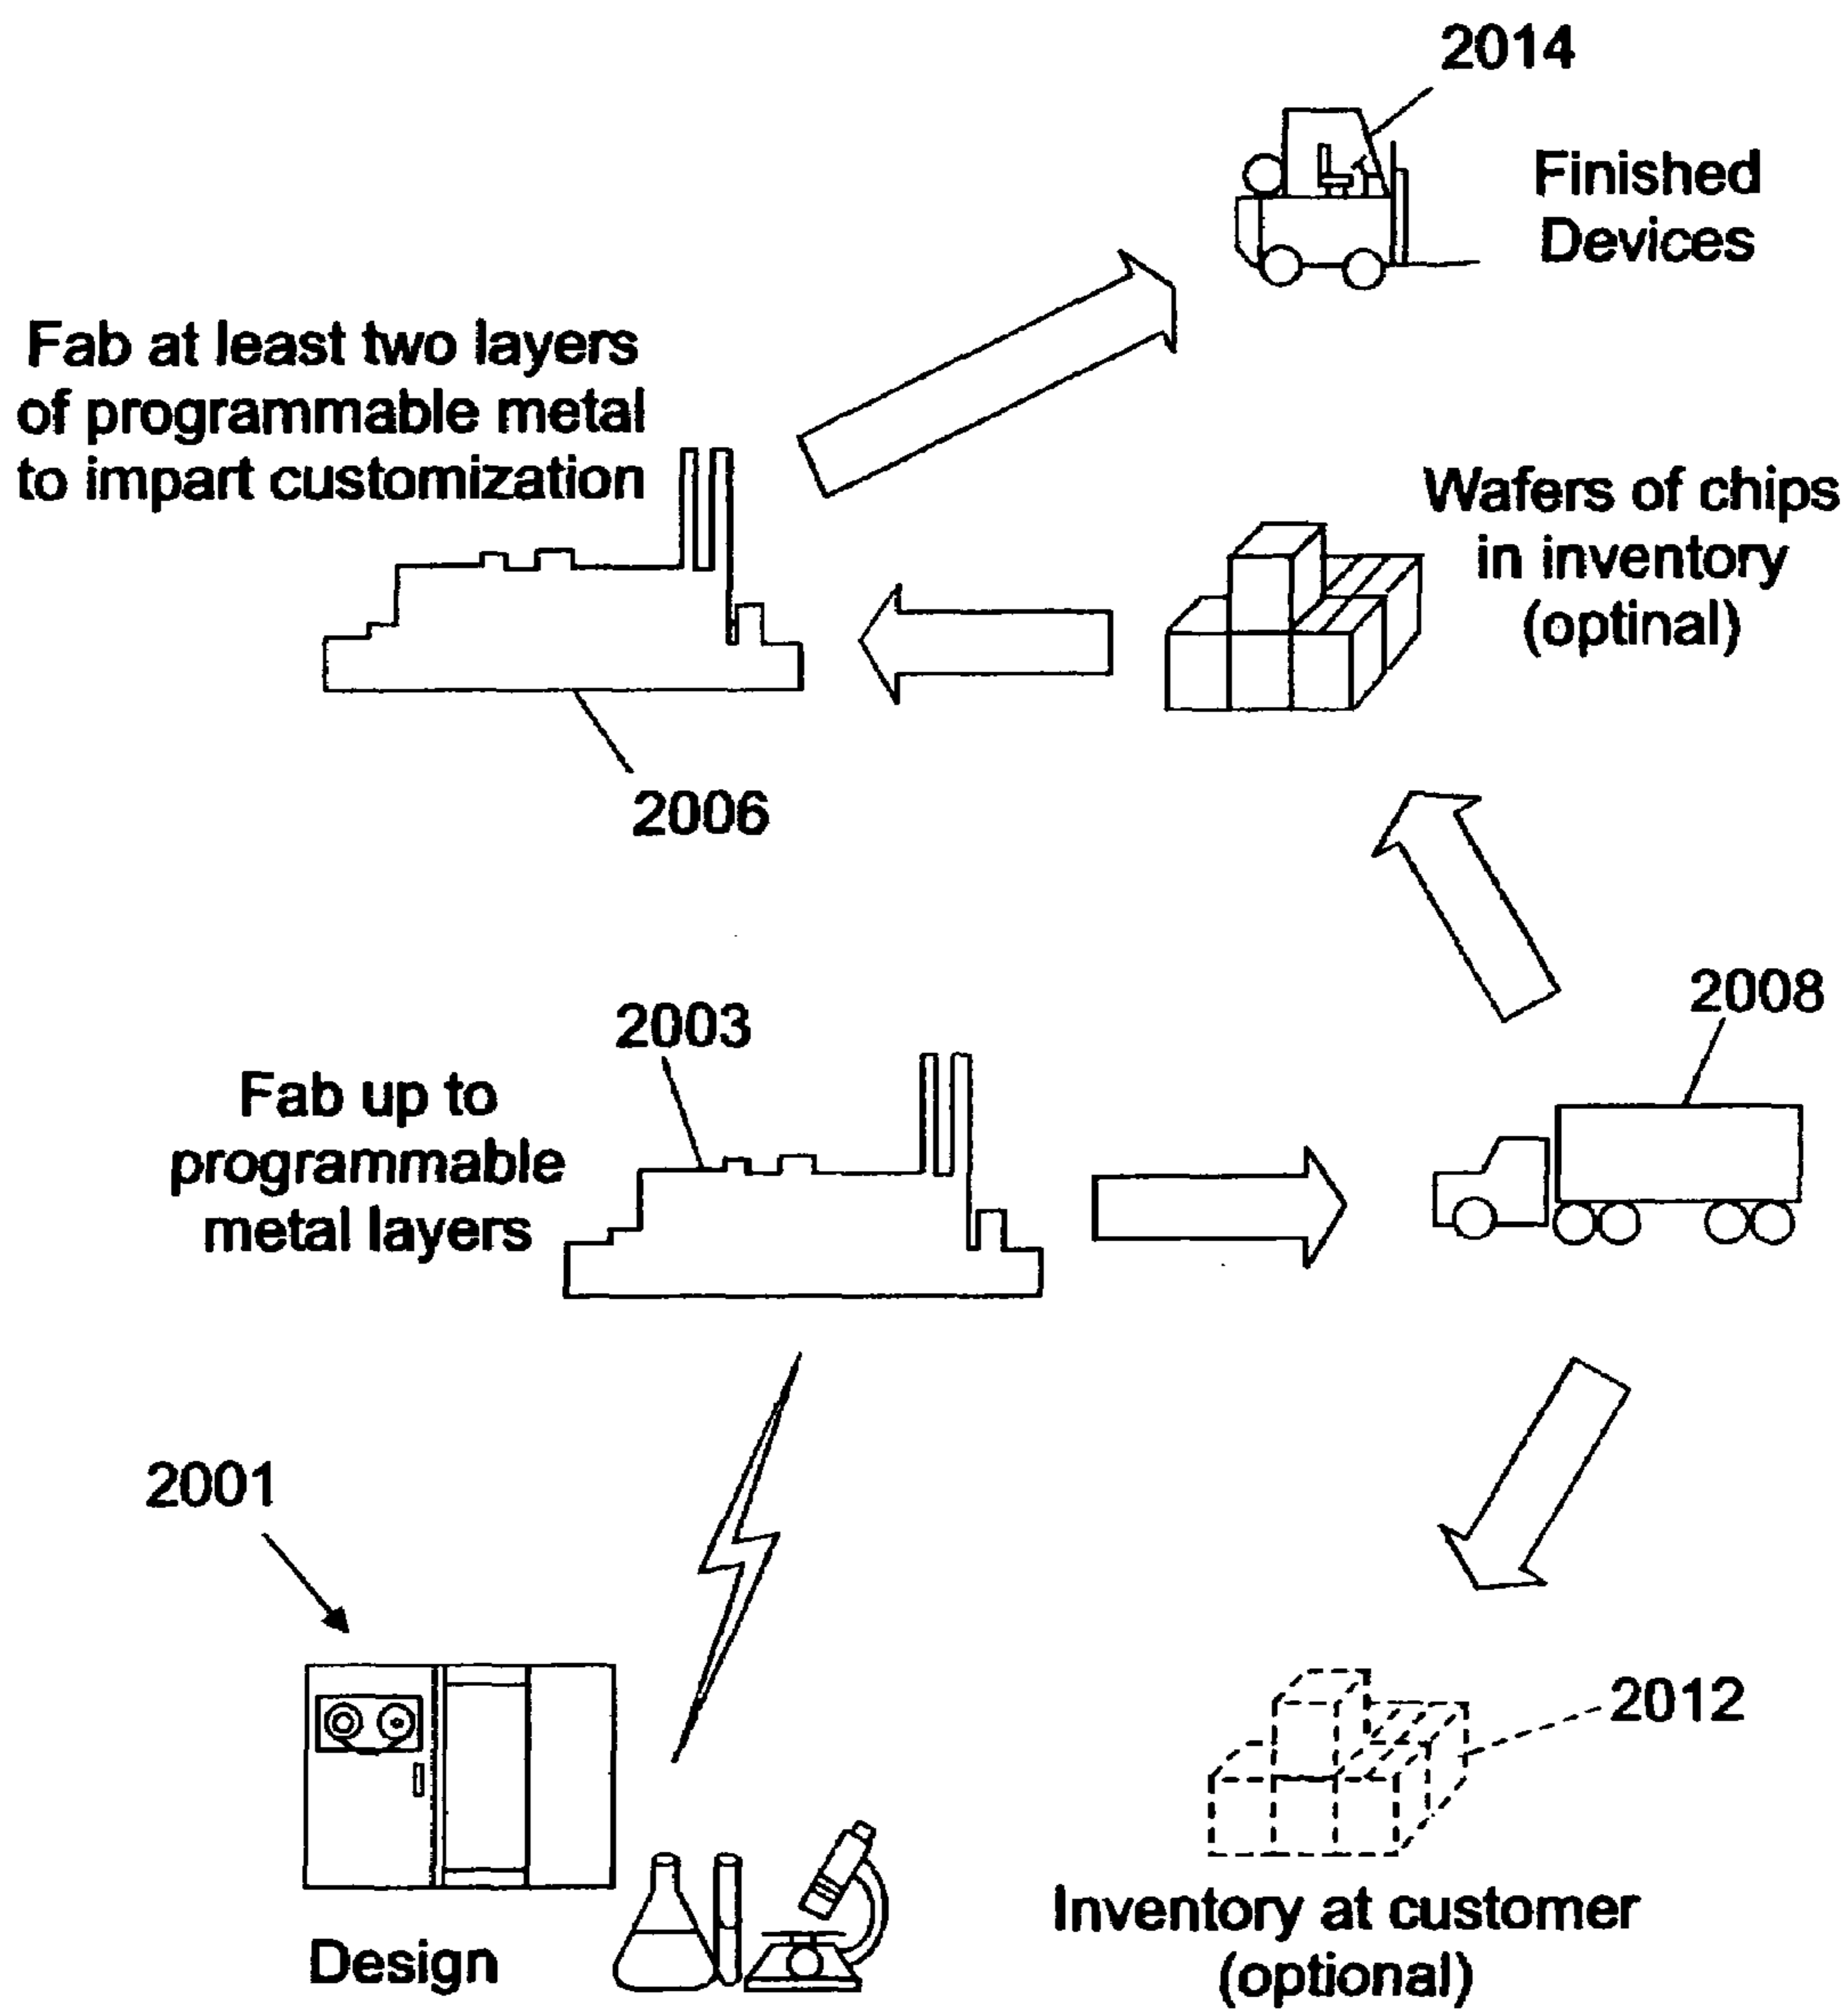 2014
Finished
Devices
Fab at least two layers
of programmable metal
to impart customization
Wafers of chips
in inventory
(optinal)
2006
2008
2003
Fab up to
programmable
metal layers
2001
2012
Inventory at customer
(optional)
Design